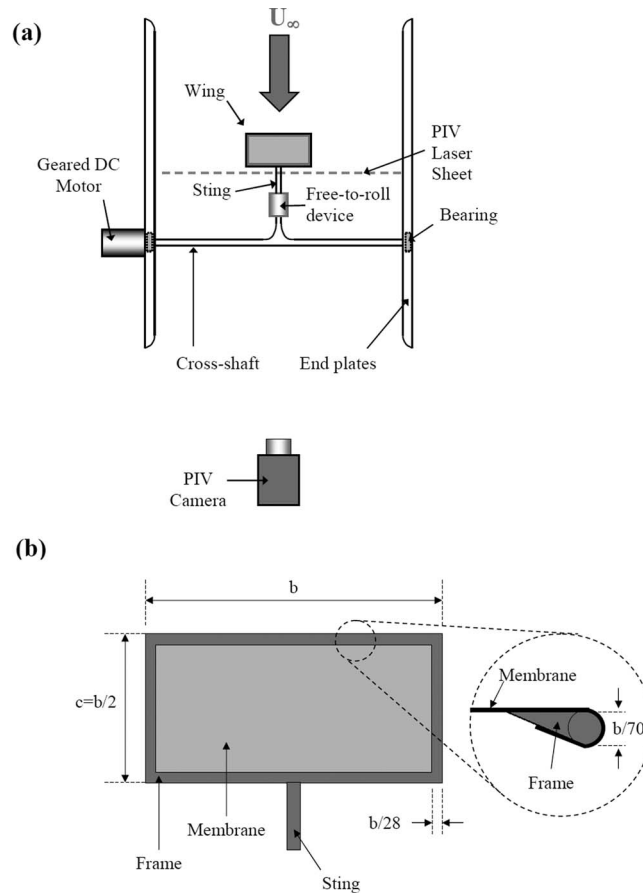 (a)
U∞
Wing
PIV
Laser
Sheet
Geared DC
Motor
Sting
Free-to-roll
device
Bearing
Cross-shaft
End plates
PIV
Camera
(b)
b
c=b/2
Membrane
b/70
Frame
Membrane
b/28
Frame
Sting